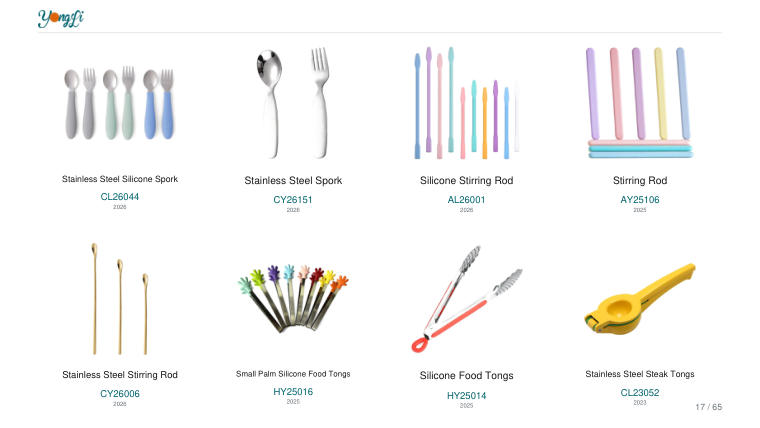 YongLi
Stainless Steel Silicone Spork
CL26044
2026
Stainless Steel Spork
CY26151
2026
Silicone Stirring Rod
AL26001
2026
Stirring Rod
AY25106
2025
Stainless Steel Stirring Rod
CY26006
2026
Small Palm Silicone Food Tongs
HY25016
2025
Silicone Food Tongs
HY25014
2025
Stainless Steel Steak Tongs
CL23052
2023
17 / 65